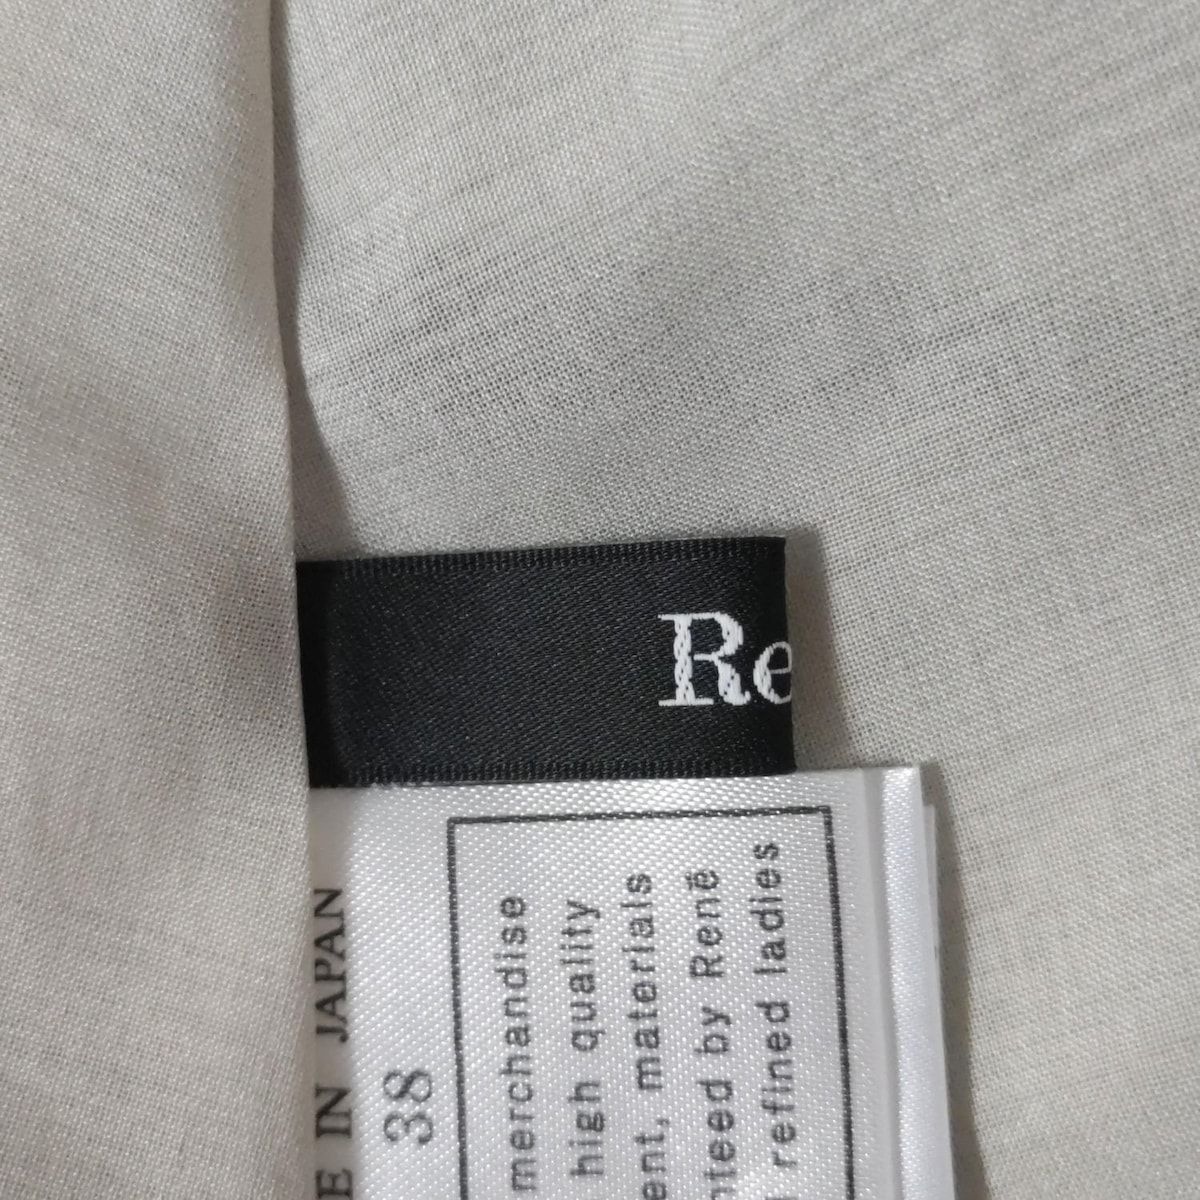 Re
E IN JAPAN
38
merchandise
high quality
ent, materials
nteed by René
refined ladies